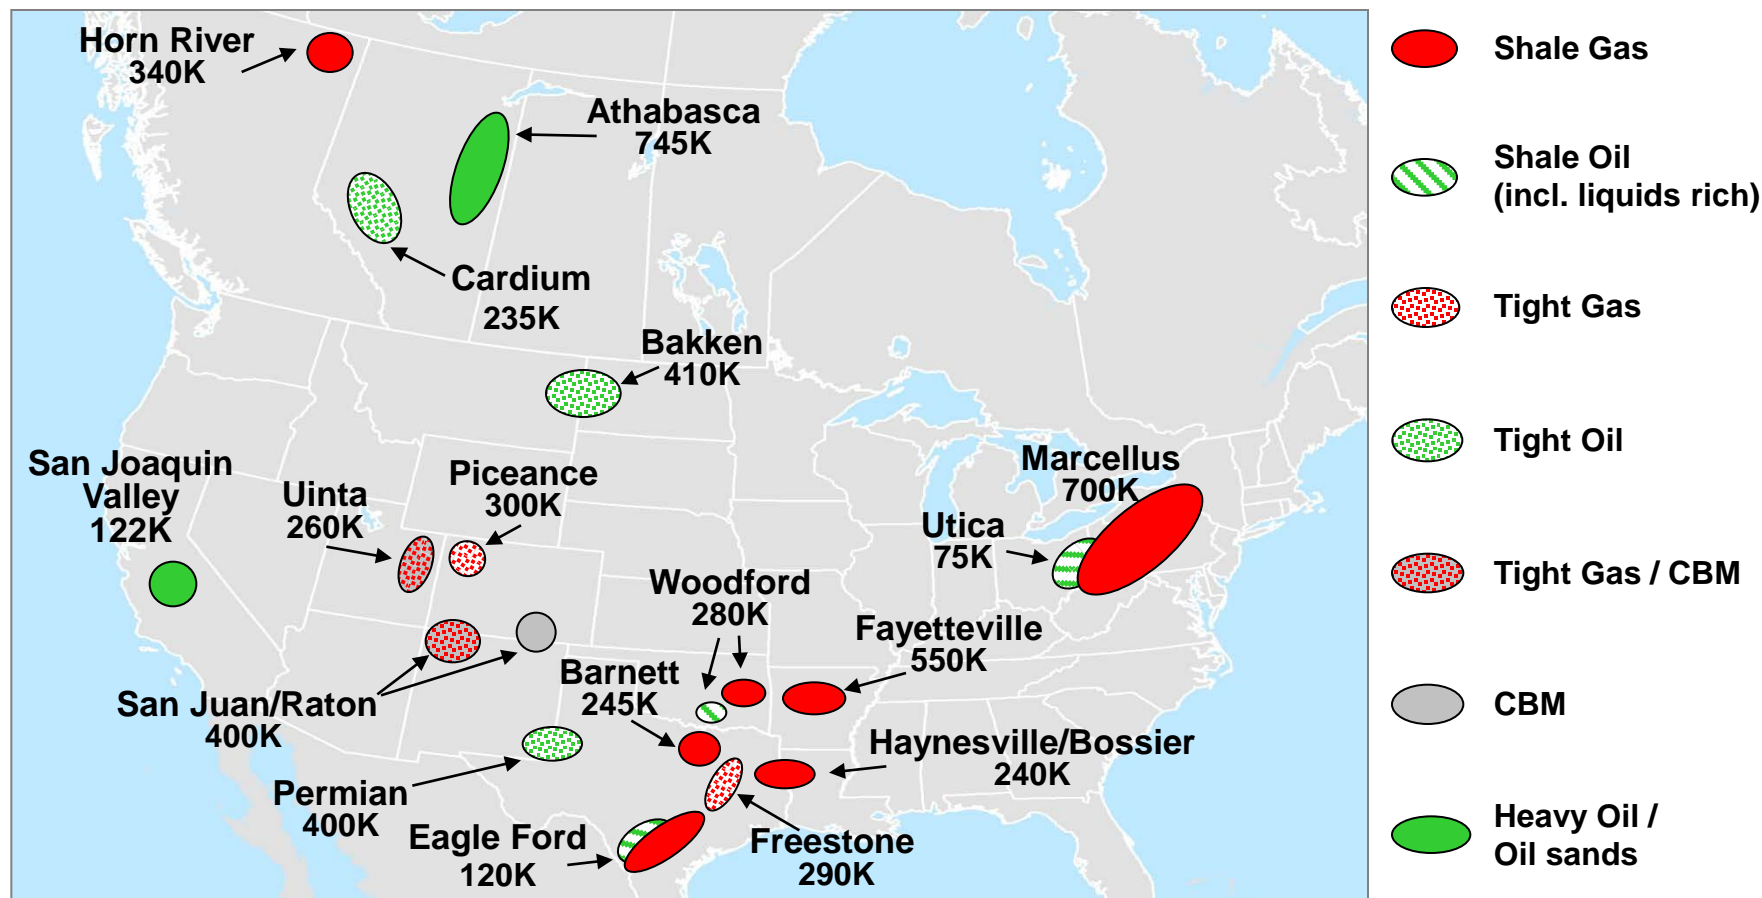 Horn River
340K
Athabasca
745K
Cardium
235K
Bakken
410K
San Joaquin
Valley
122K
Uinta
260K
Piceance
300K
Marcellus
700K
Utica
75K
Woodford
280K
Fayetteville
550K
Barnett
245K
San Juan/Raton
400K
Haynesville/Bossier
240K
Permian
400K
Eagle Ford
120K
Freestone
290K
Shale Gas
Shale Oil
(incl. liquids rich)
Tight Gas
Tight Oil
Tight Gas / CBM
CBM
Heavy Oil /
Oil sands